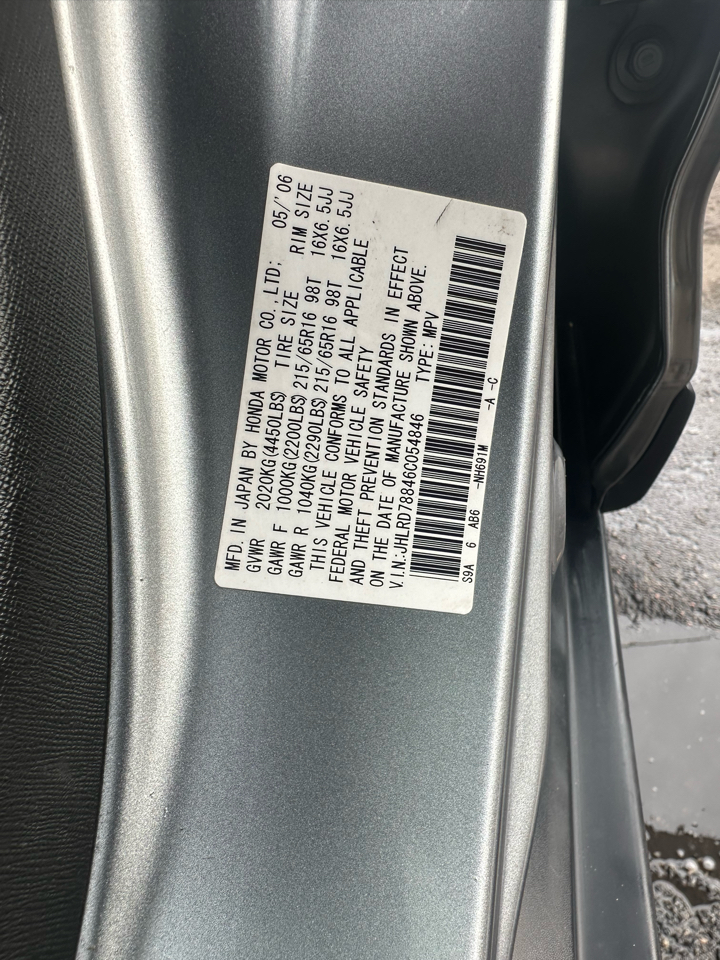 MFD. IN JAPAN BY HONDA MOTOR CO.,LTD; 05/'06
GVWR 2020KG(4450LBS) TIRE SIZE RIM SIZE
GAWR F 1000KG(2200LBS) 215/65R16 98T 16X6.5JJ
GAWR R 1040KG(2290LBS) 215/65R16 98T 16X6.5JJ
THIS VEHICLE CONFORMS TO ALL APPLICABLE
FEDERAL MOTOR VEHICLE SAFETY
AND THEFT PREVENTION STANDARDS IN EFFECT
ON THE DATE OF MANUFACTURE SHOWN ABOVE.
V.I.N.:JHLRD78846C054846 TYPE: MPV
S9A 6 AB6 -NH691M -A -C